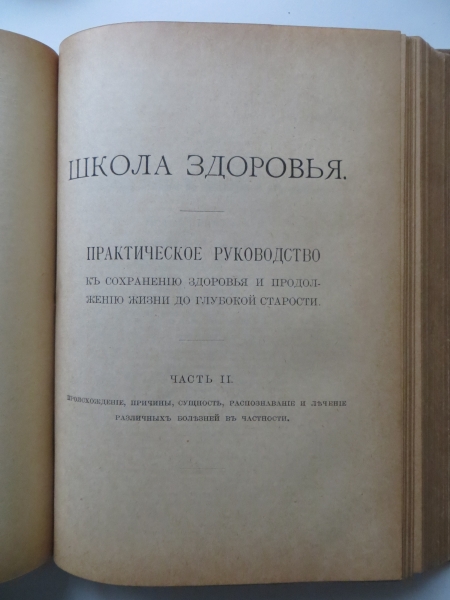 ШКОЛА ЗДОРОВЬЯ.
ПРАКТИЧЕСКОЕ РУКОВОДСТВО
КЪ СОХРАНЕНІЮ ЗДОРОВЬЯ И ПРОДОЛ-
ЖЕНІЮ ЖИЗНИ ДО ГЛУБОКОЙ СТАРОСТИ.
ЧАСТЬ II.
ПРОИСХОЖДЕНІЕ, ПРИЧИНЫ, СУЩНОСТЬ, РАСПОЗНАВАНІЕ И ЛѢЧЕНІЕ
РАЗЛИЧНЫХЪ БОЛѢЗНЕЙ ВЪ ЧАСТНОСТИ.